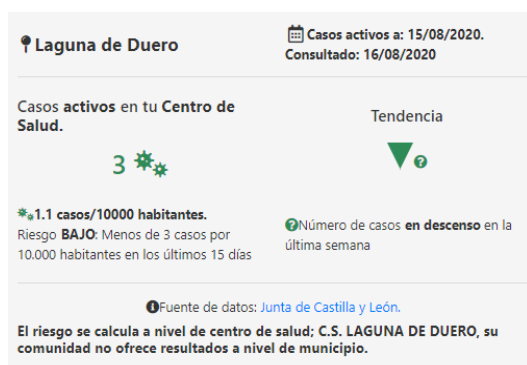 Laguna de Duero
Casos activos a: 15/08/2020.
Consultado: 16/08/2020
Casos activos en tu Centro de
Salud.
3
Tendencia
1.1 casos/10000 habitantes.
Riesgo BAJO: Menos de 3 casos por
10.000 habitantes en los últimos 15 días
Número de casos en descenso en la
última semana
Fuente de datos: Junta de Castilla y León.
El riesgo se calcula a nivel de centro de salud; C.S. LAGUNA DE DUERO, su
comunidad no ofrece resultados a nivel de municipio.